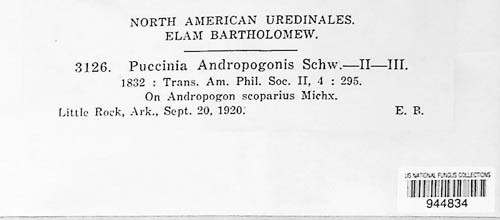 NORTH AMERICAN UREDINALES.
ELAM BARTHOLOMEW.
3126. Puccinia Andropogonis Schw.—II—III.
1832 : Trans. Am. Phil. Soc. II, 4 : 295.
On Andropogon scoparius Michx.
Little Rock, Ark., Sept. 20, 1920. E. B.
US NATIONAL FUNGUS COLLECTIONS
944834